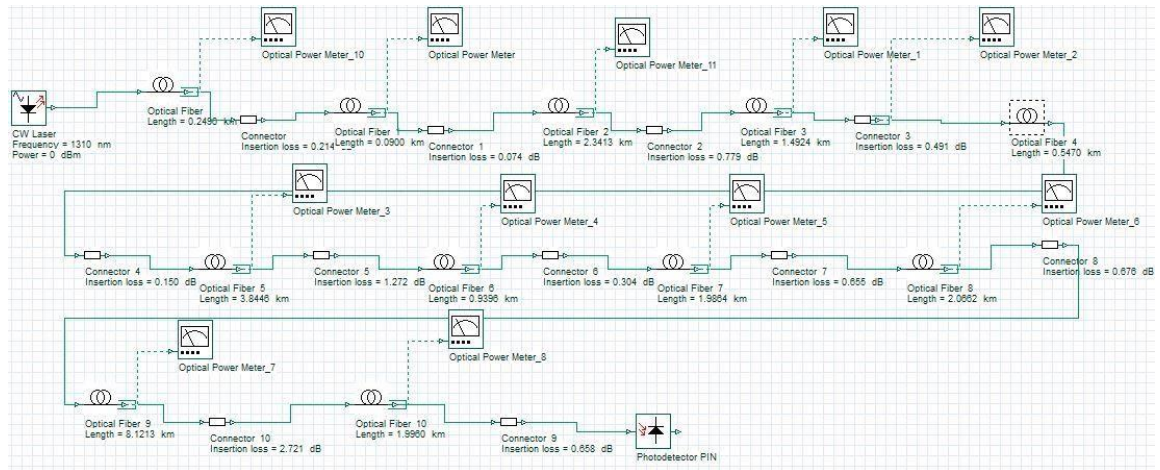 Optical Power Meter_10
Optical Power Meter
Optical Power Meter_11
Optical Power Meter_1
Optical Power Meter_2
CW Laser
Frequency = 1310 nm
Power = 0 dBm
Optical Fiber
Length = 0.2496 km
Connector
Insertion loss = 0.214
Optical Fiber
Length = 0.0900 km
Connector 1
Insertion loss = 0.074 dB
Optical Fiber 2
Length = 2.3413 km
Connector 2
Insertion loss = 0.779 dB
Optical Fiber 3
Length = 1.4924 km
Connector 3
Insertion loss = 0.491 dB
Optical Fiber 4
Length = 0.5470 km
Optical Power Meter_3
Optical Power Meter_4
Optical Power Meter_5
Optical Power Meter_6
Connector 4
Insertion loss = 0.150 dB
Optical Fiber 5
Length = 3.8446 km
Connector 5
Insertion loss = 1.272 dB
Optical Fiber 6
Length = 0.9396 km
Connector 6
Insertion loss = 0.304 dB
Optical Fiber 7
Length = 1.9864 km
Connector 7
Insertion loss = 0.655 dB
Optical Fiber 8
Length = 2.0662 km
Connector 8
Insertion loss = 0.676 dB
Optical Power Meter_7
Optical Power Meter_8
Optical Fiber 9
Length = 8.1213 km
Connector 10
Insertion loss = 2.721 dB
Optical Fiber 10
Length = 1.9960 km
Connector 9
Insertion loss = 0.658 dB
Photodetector PIN